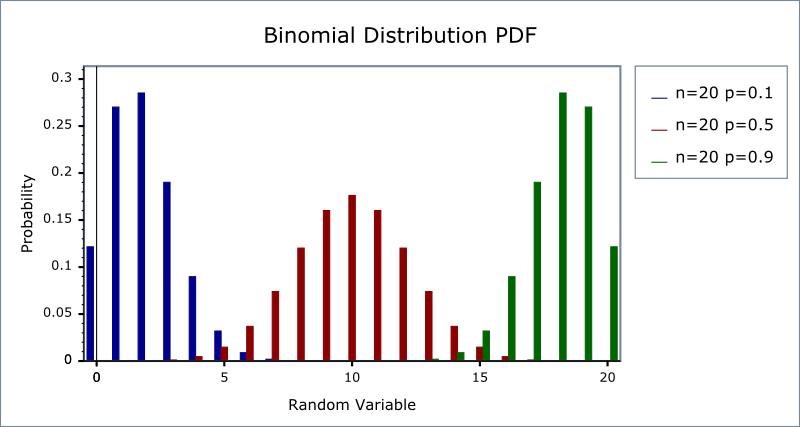 Binomial Distribution PDF
n=20 p=0.1
n=20 p=0.5
n=20 p=0.9
Probability
0.3
0.25
0.2
0.15
0.1
0.05
0
0 5 10 15 20
Random Variable